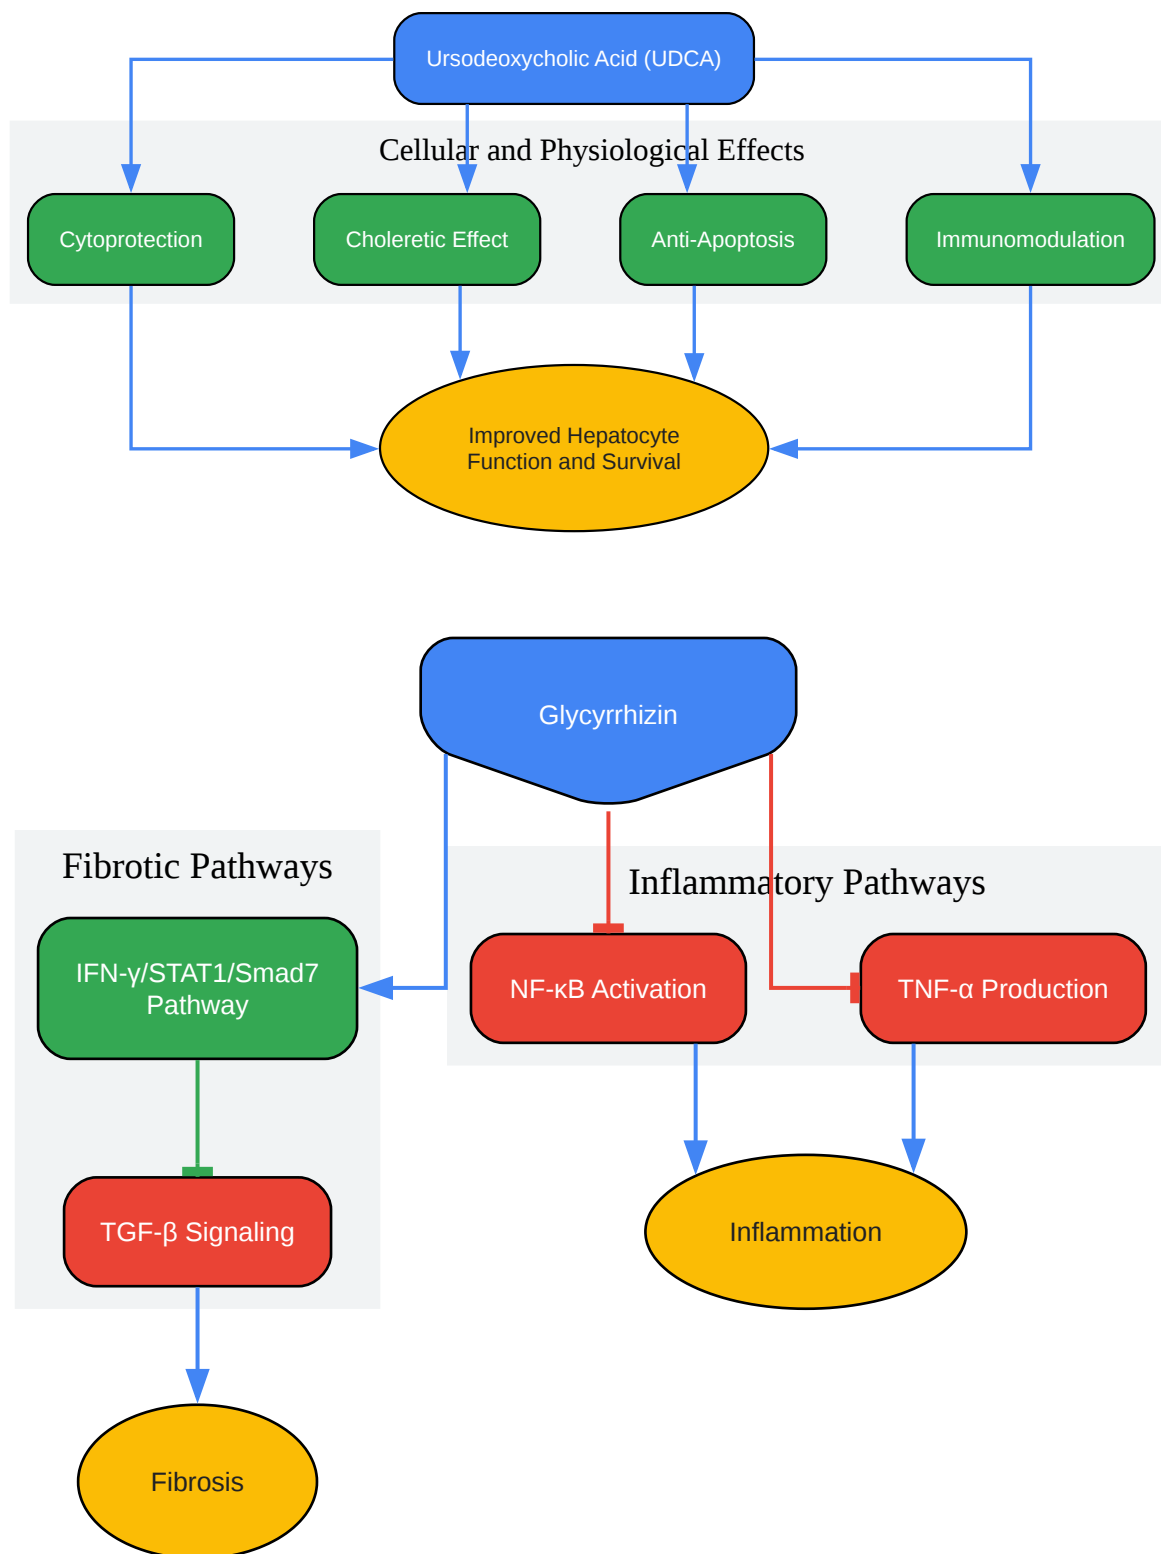 Ursodeoxycholic Acid (UDCA)
Cellular and Physiological Effects
Cytoprotection
Choleretic Effect
Anti-Apoptosis
Immunomodulation
Improved Hepatocyte
Function and Survival
Glycyrrhizin
Fibrotic Pathways
Inflammatory Pathways
IFN-γ/STAT1/Smad7
Pathway
NF-κB Activation
TNF-α Production
TGF-β Signaling
Inflammation
Fibrosis